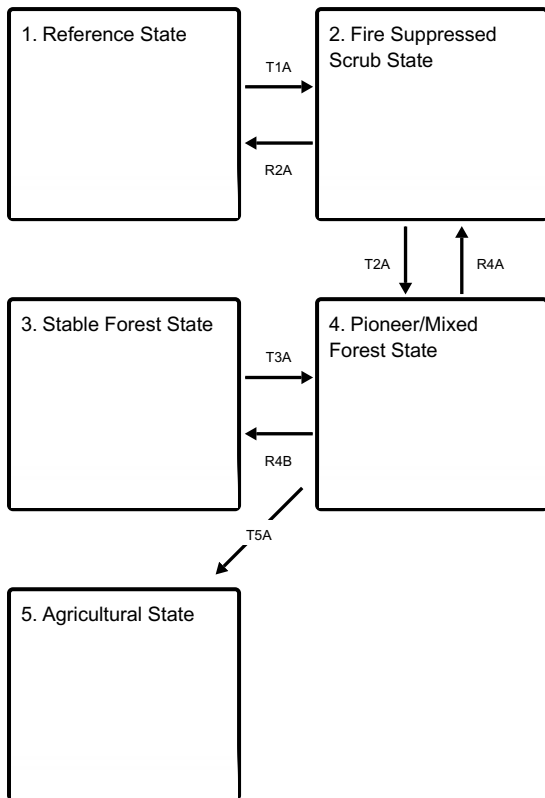 1. Reference State
2. Fire Suppressed
Scrub State
T1A
R2A
T2A
R4A
3. Stable Forest State
4. Pioneer/Mixed
Forest State
T3A
R4B
T5A
5. Agricultural State